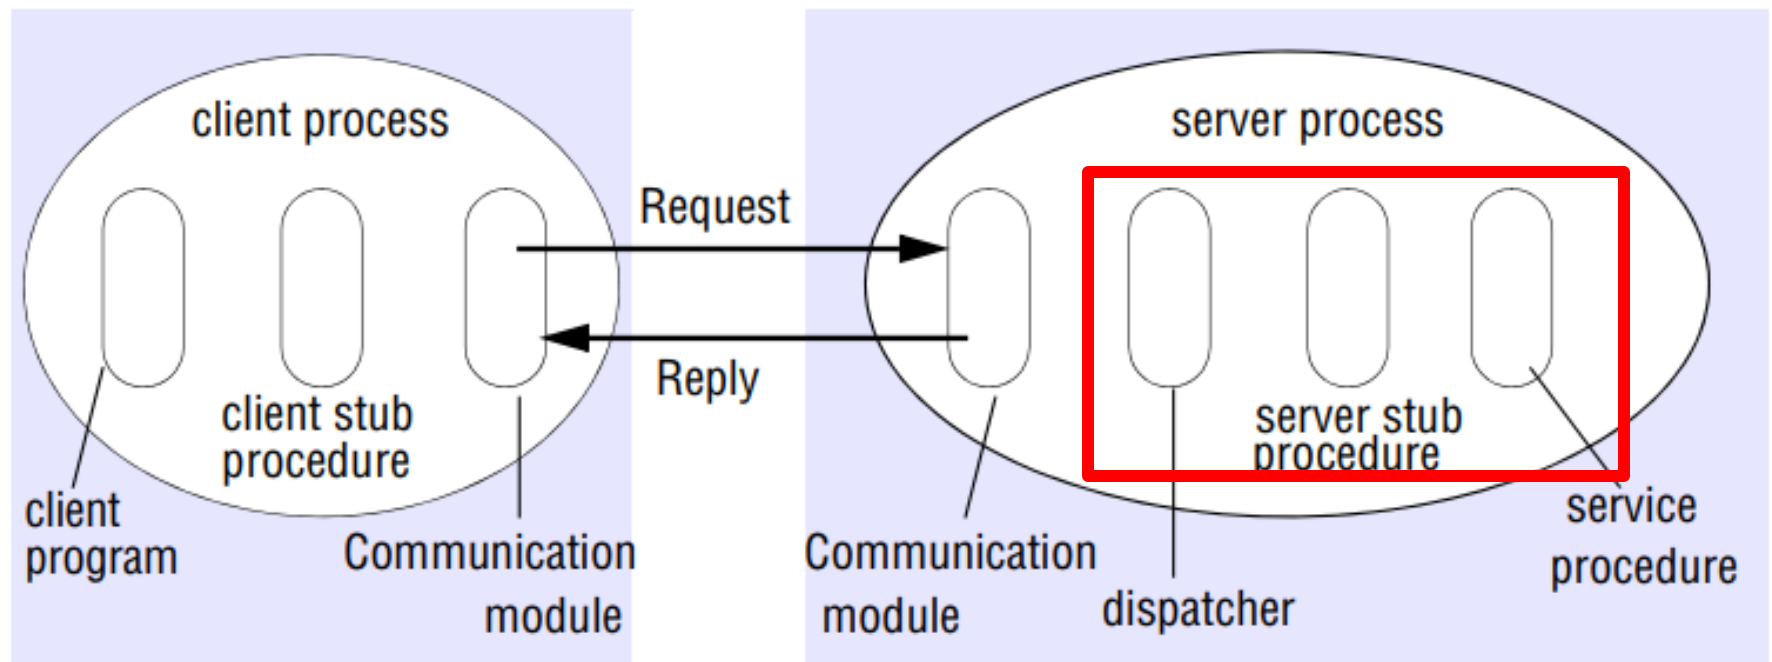 client process
server process
Request
Reply
client stub
procedure
server stub
procedure
client
program
Communication
module
Communication
module
dispatcher
service
procedure